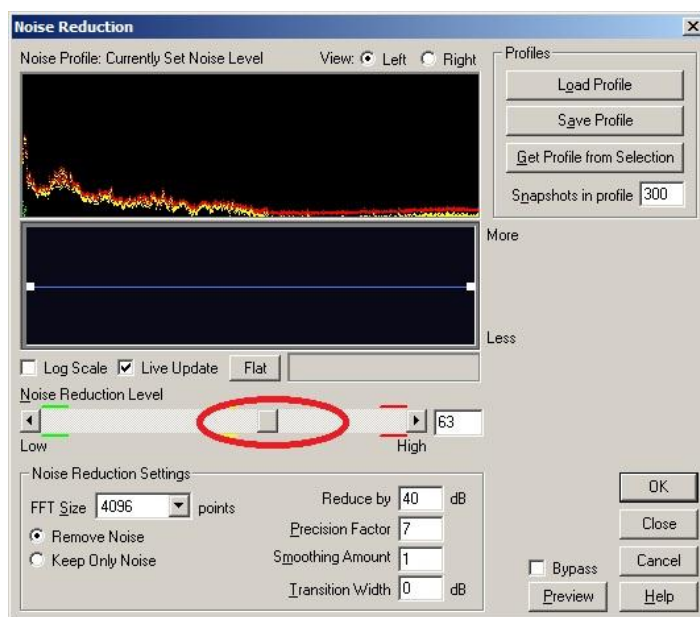 Noise Reduction
Noise Profile: Currently Set Noise Level View: Left Right
Profiles
Load Profile
Save Profile
Get Profile from Selection
Snapshots in profile 300
More
Less
Log Scale Live Update Flat
Noise Reduction Level
63
Low High
Noise Reduction Settings
FFT Size 4096 points
Remove Noise
Keep Only Noise
Reduce by 40 dB
Precision Factor 7
Smoothing Amount 1
Transition Width 0 dB
Bypass
Preview
OK
Close
Cancel
Help